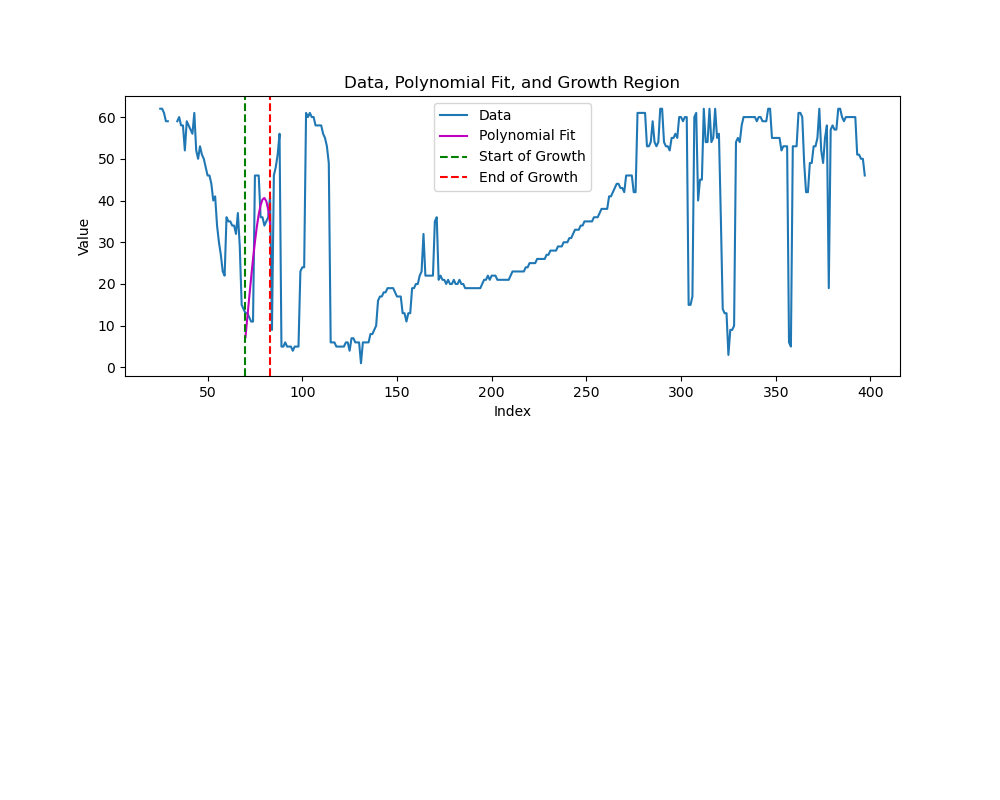 Data, Polynomial Fit, and Growth Region
Data
Polynomial Fit
Start of Growth
End of Growth
Value
60
50
40
30
20
10
0
50 100 150 200 250 300 350 400
Index